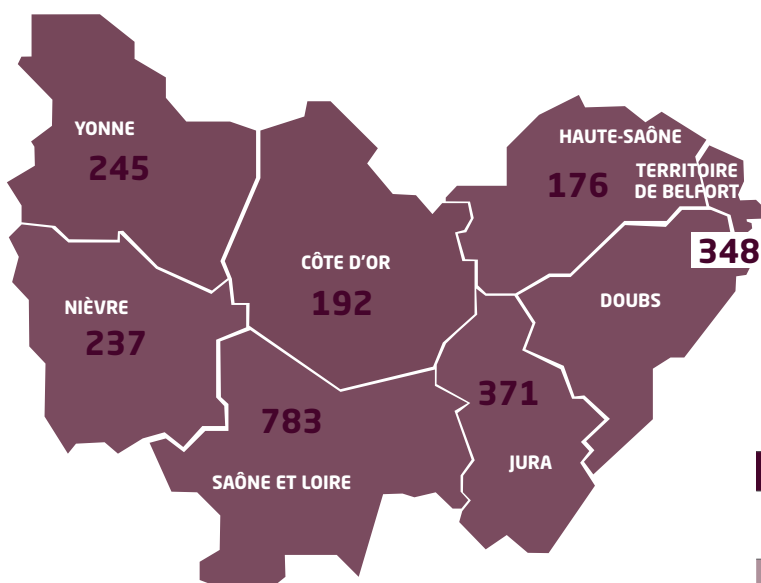 YONNE
245
HAUTE-SAÔNE
176
TERRITOIRE
DE BELFORT
348
CÔTE D'OR
192
DOUBS
NIÈVRE
237
371
JURA
783
SAÔNE ET LOIRE